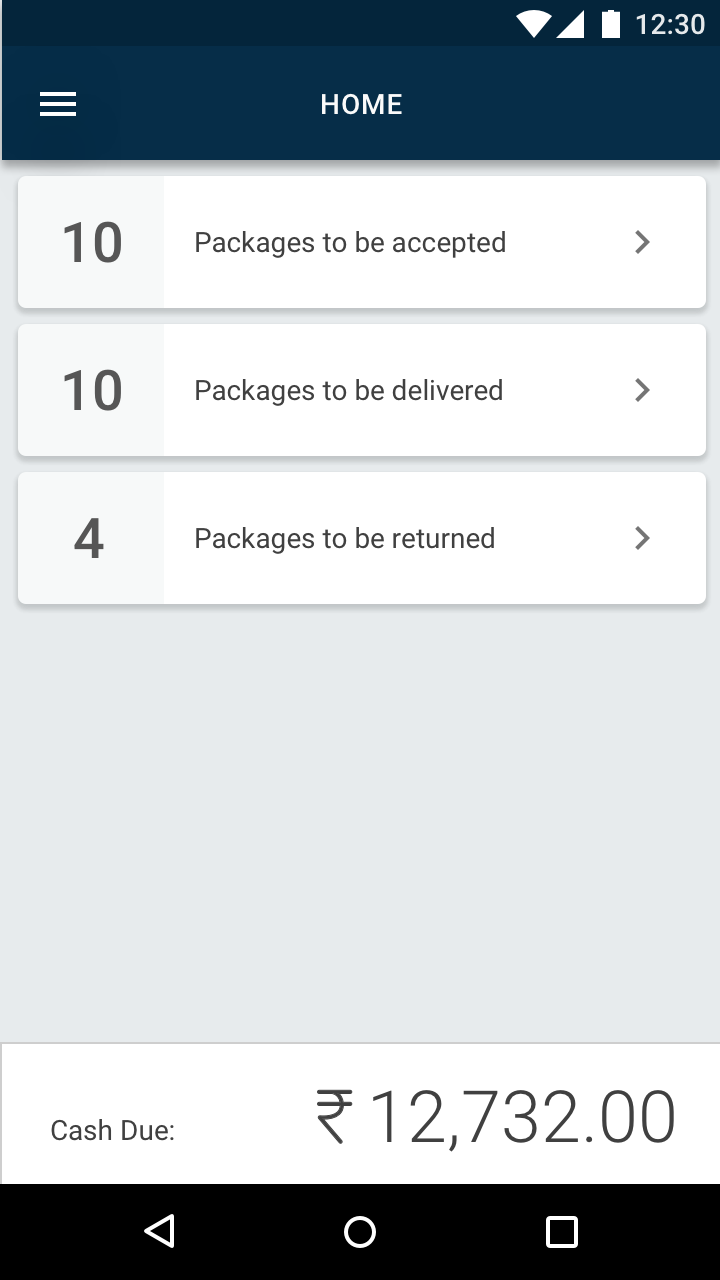 12:30
HOME
10 Packages to be accepted
10 Packages to be delivered
4 Packages to be returned
Cash Due: ₹ 12,732.00